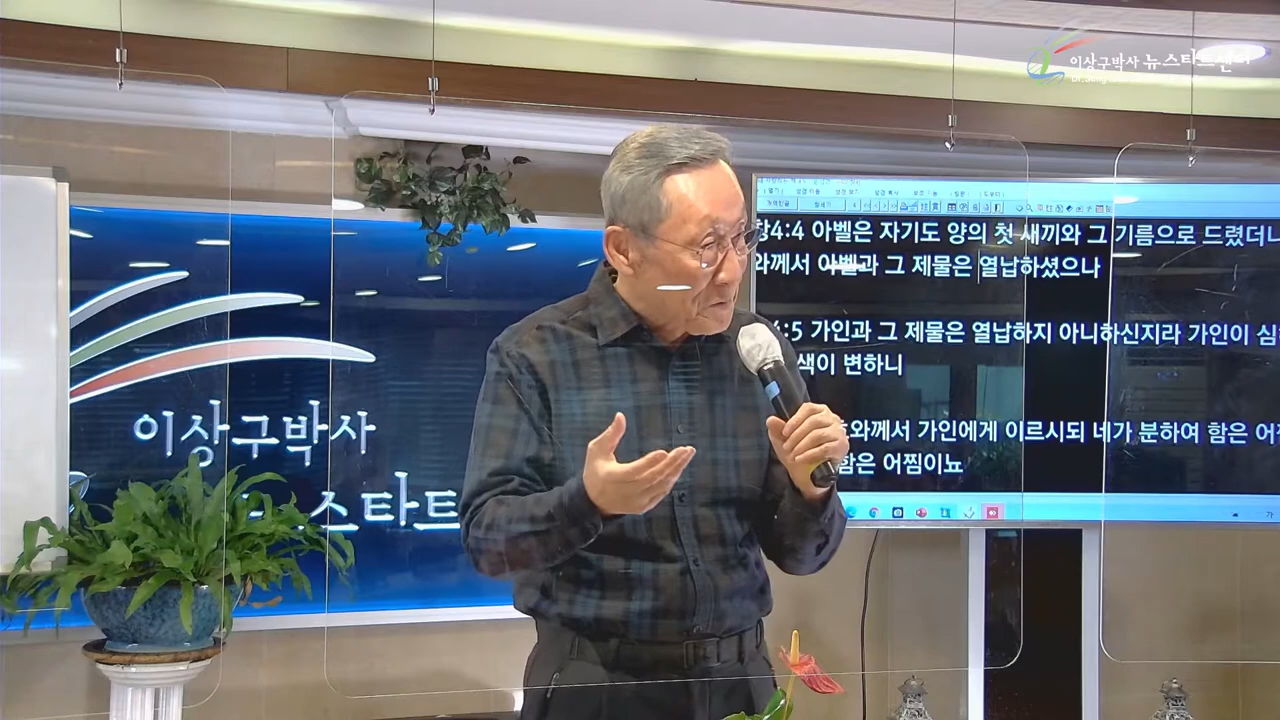 이상구박사 뉴스타트센터
창4:4 아벨은 자기도 양의 첫 새끼와 그 기름으로 드렸더니
와께서 아벨과 그 제물은 열납하셨으나
4:5 가인과 그 제물은 열납하지 아니하신지라 가인이 심
색이 변하니
와께서 가인에게 이르시되 네가 분하여 함은 어
함은 어찜이뇨
이상구박사
스타트